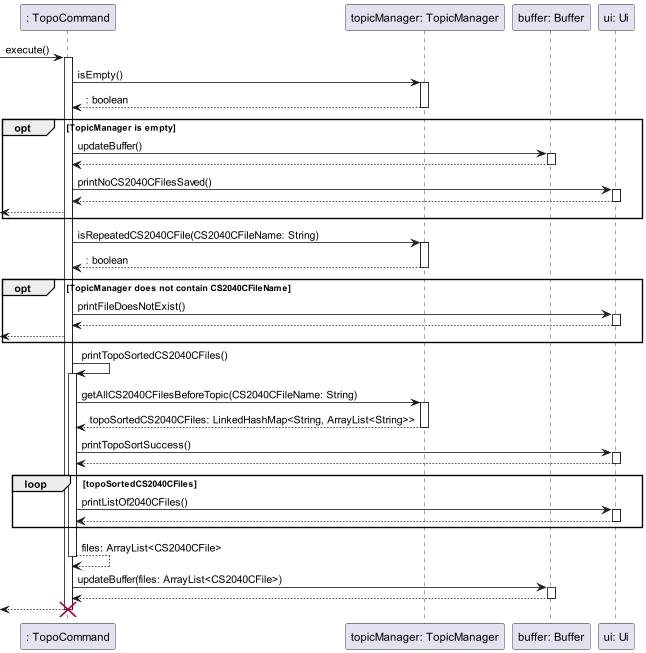 : TopoCommand
topicManager: TopicManager
buffer: Buffer
ui: Ui
execute()
isEmpty()
: boolean
opt
[TopicManager is empty]
updateBuffer()
printNoCS2040CFilesSaved()
isRepeatedCS2040CFile(CS2040CFileName: String)
: boolean
opt
[TopicManager does not contain CS2040CFileName]
printFileDoesNotExist()
printTopoSortedCS2040CFiles()
getAllCS2040CFilesBeforeTopic(CS2040CFileName: String)
topoSortedCS2040CFiles: LinkedHashMap<String, ArrayList<String>>
printTopoSortSuccess()
loop
[topoSortedCS2040CFiles]
printListOf2040CFiles()
files: ArrayList<CS2040CFile>
updateBuffer(files: ArrayList<CS2040CFile>)
: TopoCommand
topicManager: TopicManager
buffer: Buffer
ui: Ui